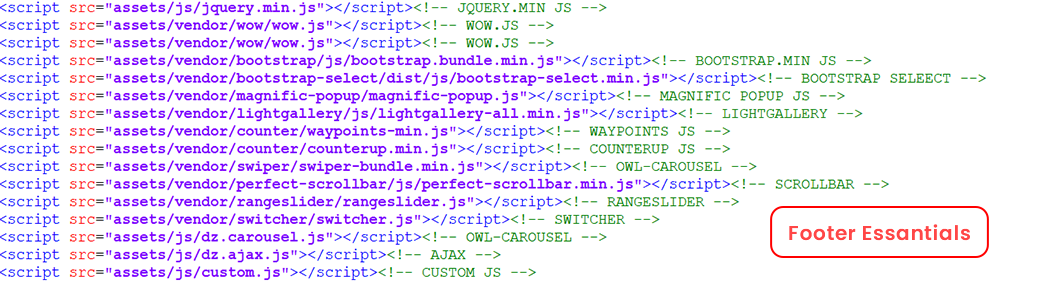 <script src="assets/js/jquery.min.js"></script><!-- JQUERY.MIN JS -->
<script src="assets/vendor/wow/wow.js"></script><!-- WOW.JS -->
<script src="assets/vendor/wow/wow.js"></script><!-- WOW.JS -->
<script src="assets/vendor/bootstrap/js/bootstrap.bundle.min.js"></script><!-- BOOTSTRAP.MIN JS -->
<script src="assets/vendor/bootstrap-select/dist/js/bootstrap-select.min.js"></script><!-- BOOTSTRAP SELEECT -->
<script src="assets/vendor/magnific-popup/magnific-popup.js"></script><!-- MAGNIFIC POPUP JS -->
<script src="assets/vendor/lightgallery/js/lightgallery-all.min.js"></script><!-- LIGHTGALLERY -->
<script src="assets/vendor/counter/waypoints-min.js"></script><!-- WAYPOINTS JS -->
<script src="assets/vendor/counter/counterup.min.js"></script><!-- COUNTERUP JS -->
<script src="assets/vendor/swiper/swiper-bundle.min.js"></script><!-- OWL-CAROUSEL -->
<script src="assets/vendor/perfect-scrollbar/js/perfect-scrollbar.min.js"></script><!-- SCROLLBAR -->
<script src="assets/vendor/rangeslider/rangeslider.js"></script><!-- RANGESLIDER -->
<script src="assets/vendor/switcher/switcher.js"></script><!-- SWITCHER -->
<script src="assets/js/dz.carousel.js"></script><!-- OWL-CAROUSEL -->
<script src="assets/js/dz.ajax.js"></script><!-- AJAX -->
<script src="assets/js/custom.js"></script><!-- CUSTOM JS -->
Footer Essantials